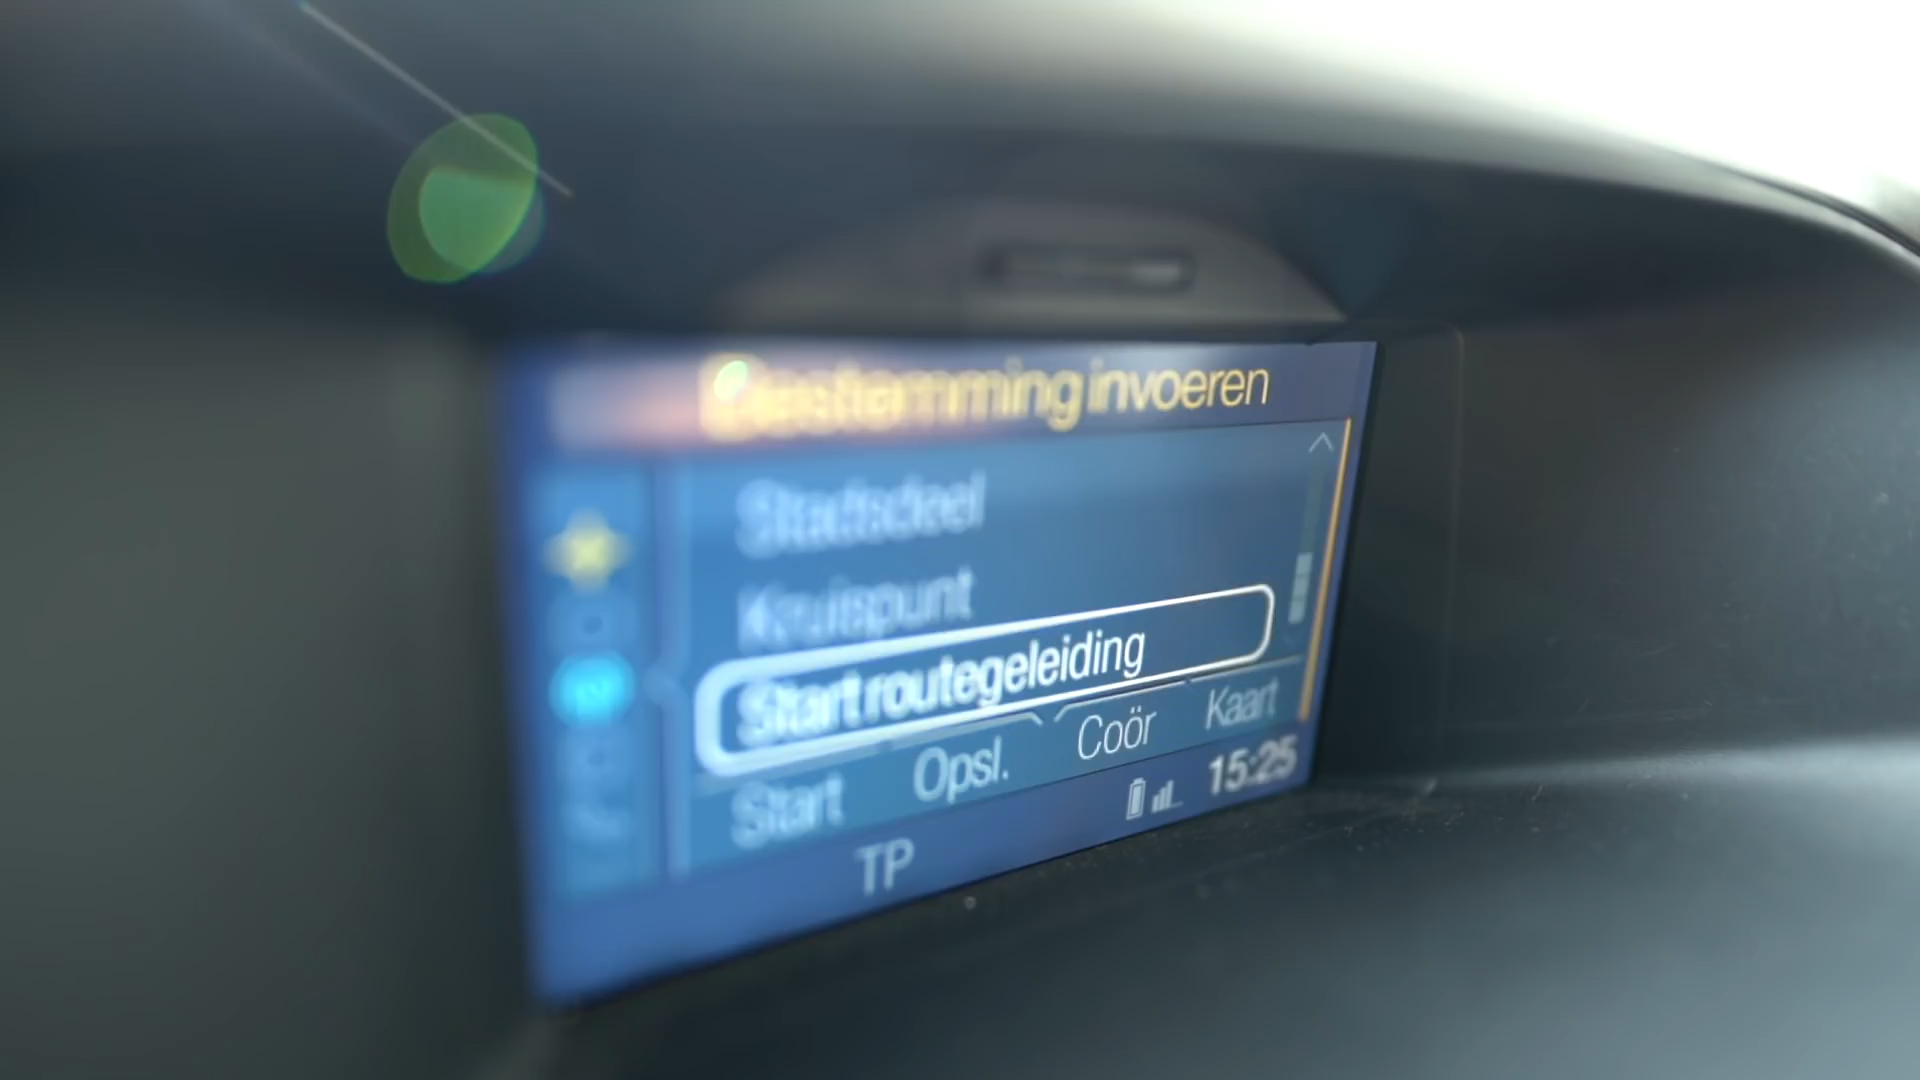 Bestemming invoeren
Stadsdeel
Kruispunt
Start routegeleiding
Start Opsl. Coör Kaart
TP 15:25